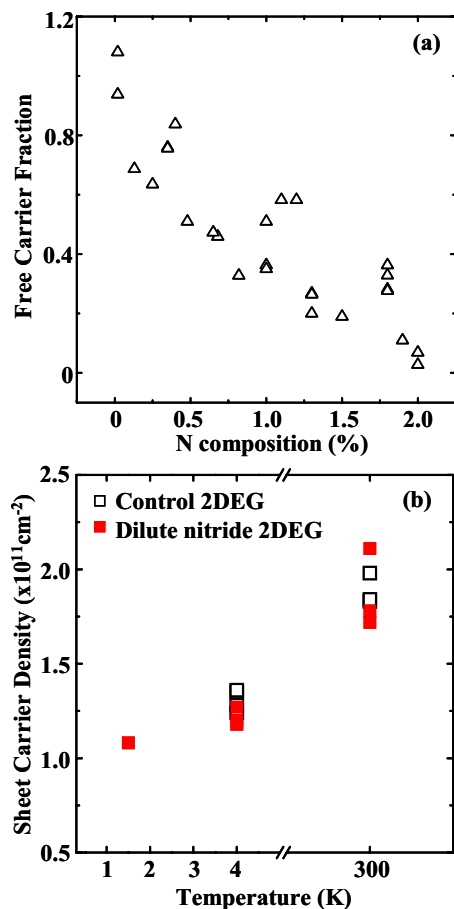 (a)
Free Carrier Fraction
1.2
0.8
0.4
0
0 0.5 1.0 1.5 2.0
N composition (%)
(b)
Control 2DEG
Dilute nitride 2DEG
Sheet Carrier Density (x10¹¹cm⁻²)
2.5
2.0
1.5
1.0
0.5
1 2 3 4 300
Temperature (K)